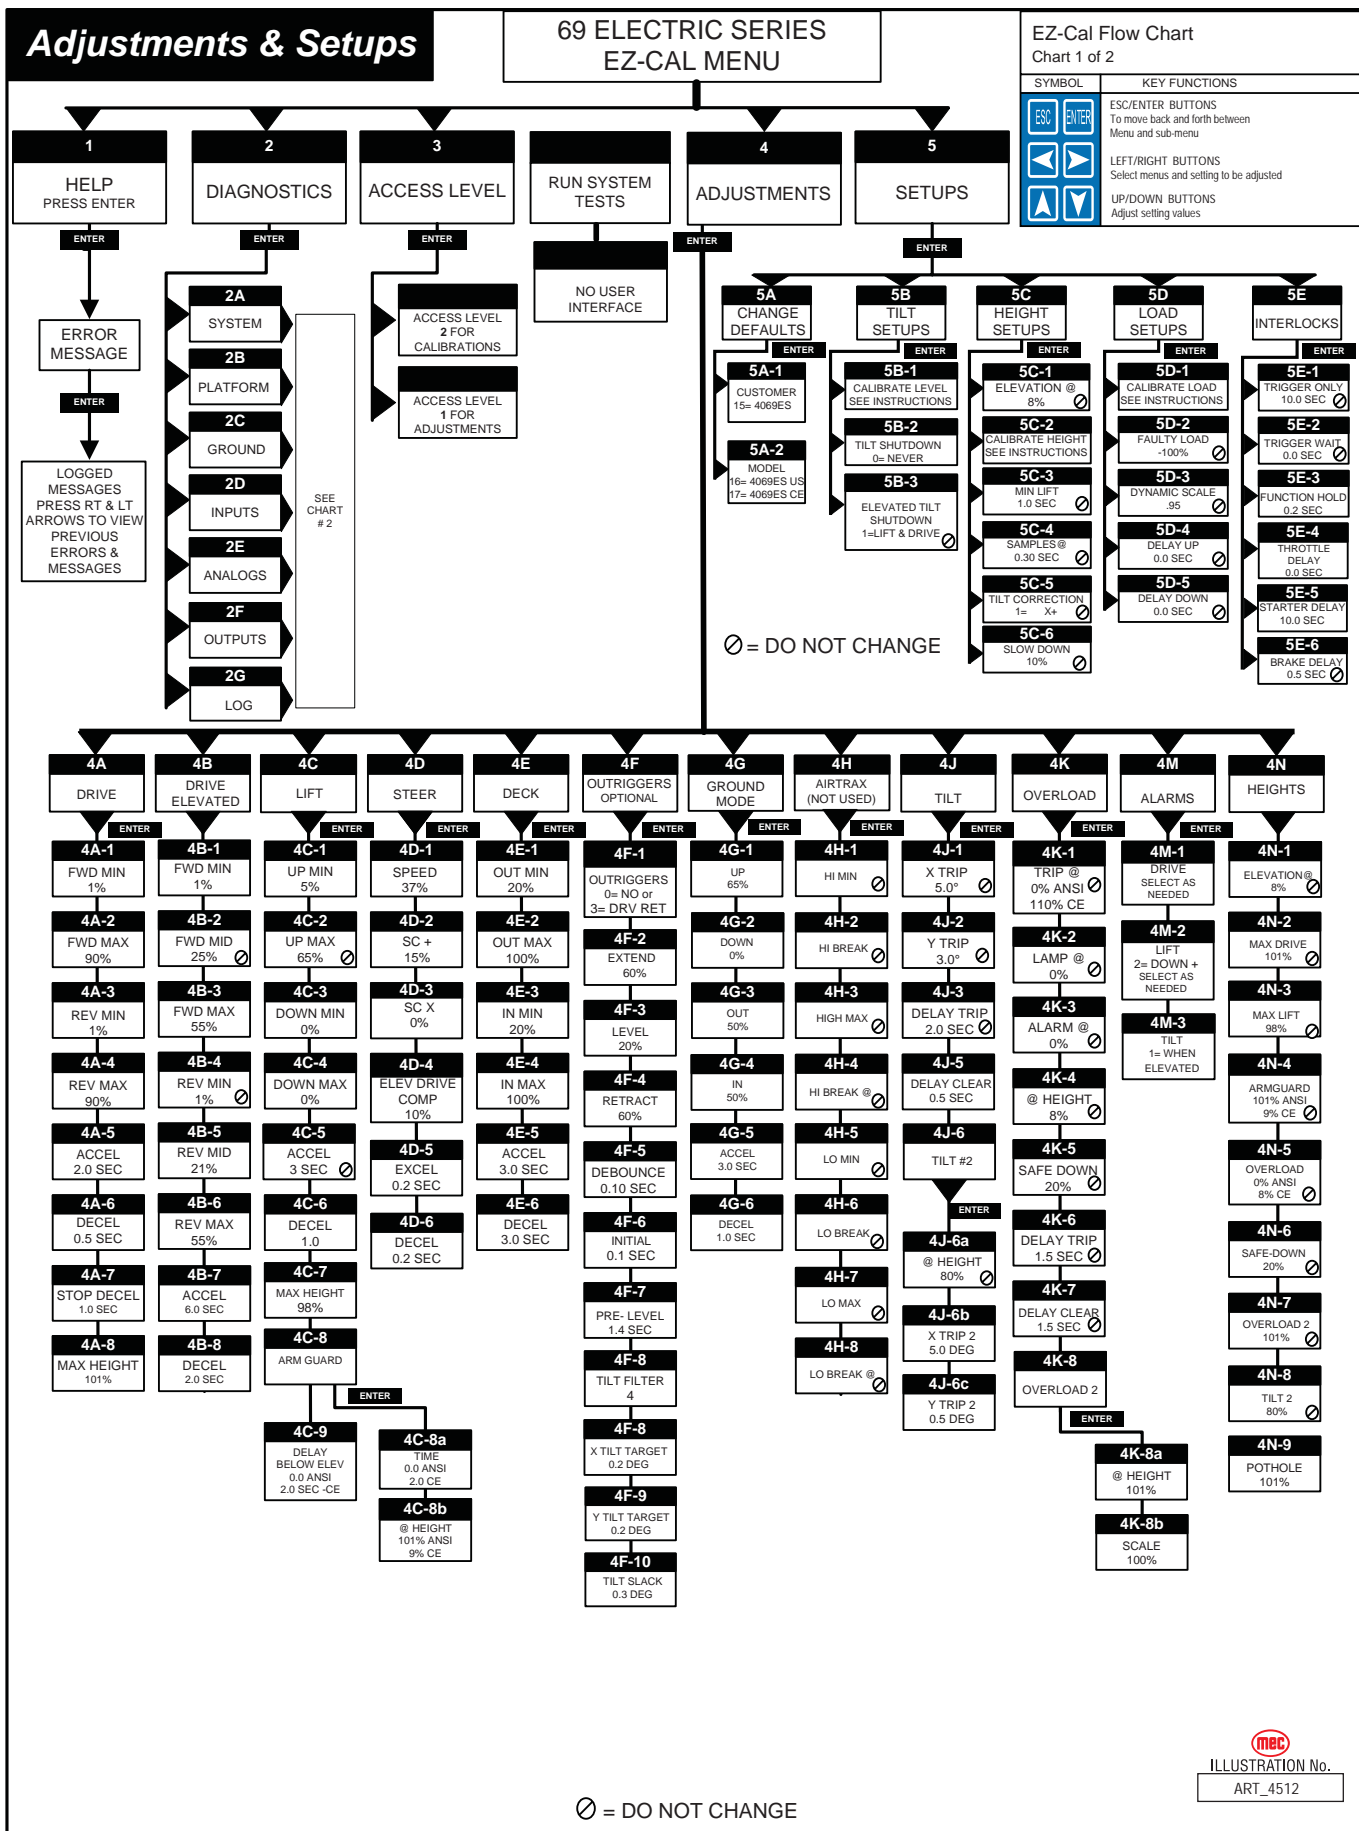 Adjustments & Setups
69 ELECTRIC SERIES
EZ-CAL MENU
EZ-Cal Flow Chart
Chart 1 of 2
SYMBOL
KEY FUNCTIONS
ESC
ENTER
ESC/ENTER BUTTONS
To move back and forth between
Menu and sub-menu
LEFT/RIGHT BUTTONS
Select menus and setting to be adjusted
UP/DOWN BUTTONS
Adjust setting values
1
HELP
PRESS ENTER
ENTER
ERROR
MESSAGE
ENTER
LOGGED
MESSAGES
PRESS RT & LT
ARROWS TO VIEW
PREVIOUS
ERRORS &
MESSAGES
2
DIAGNOSTICS
ENTER
2A
SYSTEM
2B
PLATFORM
2C
GROUND
2D
INPUTS
2E
ANALOGS
2F
OUTPUTS
2G
LOG
SEE
CHART
# 2
3
ACCESS LEVEL
ENTER
ACCESS LEVEL
2 FOR
CALIBRATIONS
ACCESS LEVEL
1 FOR
ADJUSTMENTS
RUN SYSTEM
TESTS
NO USER
INTERFACE
4
ADJUSTMENTS
ENTER
5
SETUPS
ENTER
5A
CHANGE
DEFAULTS
ENTER
5A-1
CUSTOMER
15= 4069ES
5A-2
MODEL
16= 4069ES US
17= 4069ES CE
5B
TILT
SETUPS
ENTER
5B-1
CALIBRATE LEVEL
SEE INSTRUCTIONS
5B-2
TILT SHUTDOWN
0= NEVER
5B-3
ELEVATED TILT
SHUTDOWN
1=LIFT & DRIVE
5C
HEIGHT
SETUPS
ENTER
5C-1
ELEVATION @
8%
5C-2
CALIBRATE HEIGHT
SEE INSTRUCTIONS
5C-3
MIN LIFT
1.0 SEC
5C-4
SAMPLES@
0.30 SEC
5C-5
TILT CORRECTION
1= X+
5C-6
SLOW DOWN
10%
5D
LOAD
SETUPS
ENTER
5D-1
CALIBRATE LOAD
SEE INSTRUCTIONS
5D-2
FAULTY LOAD
-100%
5D-3
DYNAMIC SCALE
.95
5D-4
DELAY UP
0.0 SEC
5D-5
DELAY DOWN
0.0 SEC
5E
INTERLOCKS
ENTER
5E-1
TRIGGER ONLY
10.0 SEC
5E-2
TRIGGER WAIT
0.0 SEC
5E-3
FUNCTION HOLD
0.2 SEC
5E-4
THROTTLE
DELAY
0.0 SEC
5E-5
STARTER DELAY
10.0 SEC
5E-6
BRAKE DELAY
0.5 SEC
= DO NOT CHANGE
4A
DRIVE
ENTER
4A-1
FWD MIN
1%
4A-2
FWD MAX
90%
4A-3
REV MIN
1%
4A-4
REV MAX
90%
4A-5
ACCEL
2.0 SEC
4A-6
DECEL
0.5 SEC
4A-7
STOP DECEL
1.0 SEC
4A-8
MAX HEIGHT
101%
4B
DRIVE
ELEVATED
ENTER
4B-1
FWD MIN
1%
4B-2
FWD MID
25%
4B-3
FWD MAX
55%
4B-4
REV MIN
1%
4B-5
REV MID
21%
4B-6
REV MAX
55%
4B-7
ACCEL
6.0 SEC
4B-8
DECEL
2.0 SEC
4C
LIFT
ENTER
4C-1
UP MIN
5%
4C-2
UP MAX
65%
4C-3
DOWN MIN
0%
4C-4
DOWN MAX
0%
4C-5
ACCEL
3 SEC
4C-6
DECEL
1.0
4C-7
MAX HEIGHT
98%
4C-8
ARM GUARD
ENTER
4C-9
DELAY
BELOW ELEV
0.0 ANSI
2.0 SEC -CE
4C-8a
TIME
0.0 ANSI
2.0 CE
4C-8b
@ HEIGHT
101% ANSI
9% CE
4D
STEER
ENTER
4D-1
SPEED
37%
4D-2
SC +
15%
4D-3
SC X
0%
4D-4
ELEV DRIVE
COMP
10%
4D-5
EXCEL
0.2 SEC
4D-6
DECEL
0.2 SEC
4E
DECK
ENTER
4E-1
OUT MIN
20%
4E-2
OUT MAX
100%
4E-3
IN MIN
20%
4E-4
IN MAX
100%
4E-5
ACCEL
3.0 SEC
4E-6
DECEL
3.0 SEC
4F
OUTRIGGERS
OPTIONAL
ENTER
4F-1
OUTRIGGERS
0= NO or
3= DRV RET
4F-2
EXTEND
60%
4F-3
LEVEL
20%
4F-4
RETRACT
60%
4F-5
DEBOUNCE
0.10 SEC
4F-6
INITIAL
0.1 SEC
4F-7
PRE- LEVEL
1.4 SEC
4F-8
TILT FILTER
4
4F-8
X TILT TARGET
0.2 DEG
4F-9
Y TILT TARGET
0.2 DEG
4F-10
TILT SLACK
0.3 DEG
4G
GROUND
MODE
ENTER
4G-1
UP
65%
4G-2
DOWN
0%
4G-3
OUT
50%
4G-4
IN
50%
4G-5
ACCEL
3.0 SEC
4G-6
DECEL
1.0 SEC
4H
AIRTRAX
(NOT USED)
ENTER
4H-1
HI MIN
4H-2
HI BREAK
4H-3
HIGH MAX
4H-4
HI BREAK @
4H-5
LO MIN
4H-6
LO BREAK
4H-7
LO MAX
4H-8
LO BREAK @
4J
TILT
ENTER
4J-1
X TRIP
5.0°
4J-2
Y TRIP
3.0°
4J-3
DELAY TRIP
2.0 SEC
4J-5
DELAY CLEAR
0.5 SEC
4J-6
TILT #2
ENTER
4J-6a
@ HEIGHT
80%
4J-6b
X TRIP 2
5.0 DEG
4J-6c
Y TRIP 2
0.5 DEG
4K
OVERLOAD
ENTER
4K-1
TRIP @
0% ANSI
110% CE
4K-2
LAMP @
0%
4K-3
ALARM @
0%
4K-4
@ HEIGHT
8%
4K-5
SAFE DOWN
20%
4K-6
DELAY TRIP
1.5 SEC
4K-7
DELAY CLEAR
1.5 SEC
4K-8
OVERLOAD 2
ENTER
4K-8a
@ HEIGHT
101%
4K-8b
SCALE
100%
4M
ALARMS
ENTER
4M-1
DRIVE
SELECT AS
NEEDED
4M-2
LIFT
2= DOWN +
SELECT AS
NEEDED
4M-3
TILT
1= WHEN
ELEVATED
4N
HEIGHTS
ENTER
4N-1
ELEVATION@
8%
4N-2
MAX DRIVE
101%
4N-3
MAX LIFT
98%
4N-4
ARMGUARD
101% ANSI
9% CE
4N-5
OVERLOAD
0% ANSI
8% CE
4N-6
SAFE-DOWN
20%
4N-7
OVERLOAD 2
101%
4N-8
TILT 2
80%
4N-9
POTHOLE
101%
mec
ILLUSTRATION No.
ART_4512
= DO NOT CHANGE